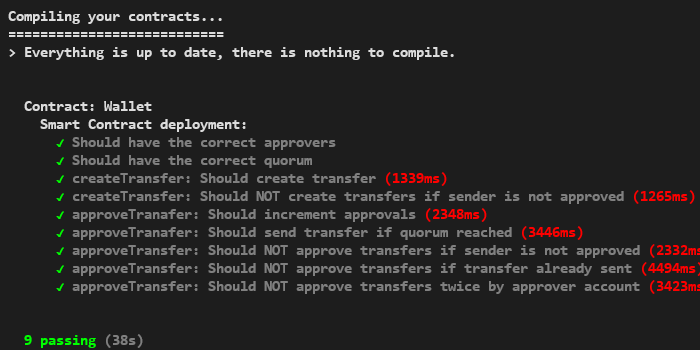 Compiling your contracts...
===========================
> Everything is up to date, there is nothing to compile.
Contract: Wallet
Smart Contract deployment:
✓ Should have the correct approvers
✓ Should have the correct quorum
✓ createTransfer: Should create transfer (1339ms)
✓ createTransfer: Should NOT create transfers if sender is not approved (1265ms)
✓ approveTranafer: Should increment approvals (2348ms)
✓ approveTransfer: Should send transfer if quorum reached (3446ms)
✓ approveTransfer: Should NOT approve transfers if sender is not approved (2332ms
✓ approveTransfer: Should NOT approve transfers if transfer already sent (4494ms)
✓ approveTransfer: Should NOT approve transfers twice by approver account (3423ms
9 passing (38s)